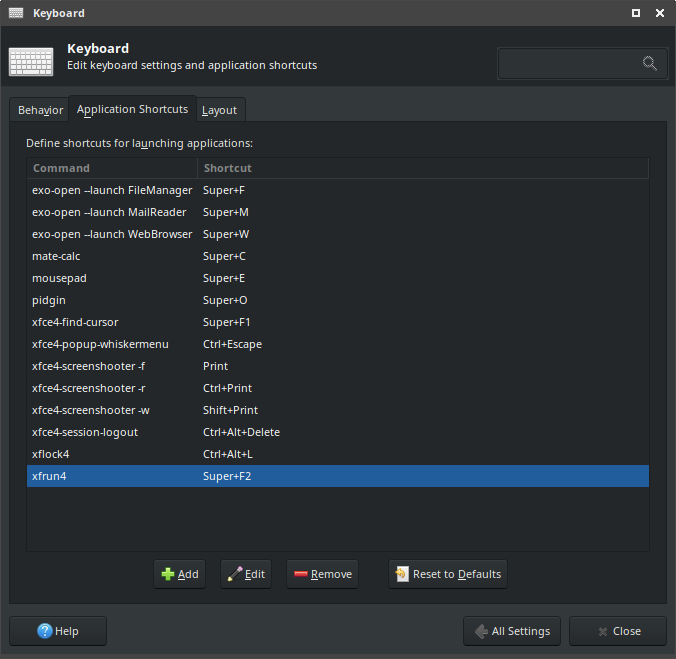 Keyboard
Keyboard
Edit keyboard settings and application shortcuts
Behavior Application Shortcuts Layout
Define shortcuts for launching applications:
Command Shortcut
exo-open --launch FileManager Super+F
exo-open --launch MailReader Super+M
exo-open --launch WebBrowser Super+W
mate-calc Super+C
mousepad Super+E
pidgin Super+O
xfce4-find-cursor Super+F1
xfce4-popup-whiskermenu Ctrl+Escape
xfce4-screenshooter -f Print
xfce4-screenshooter -r Ctrl+Print
xfce4-screenshooter -w Shift+Print
xfce4-session-logout Ctrl+Alt+Delete
xflock4 Ctrl+Alt+L
xfrun4 Super+F2
Add Edit Remove Reset to Defaults
Help All Settings Close